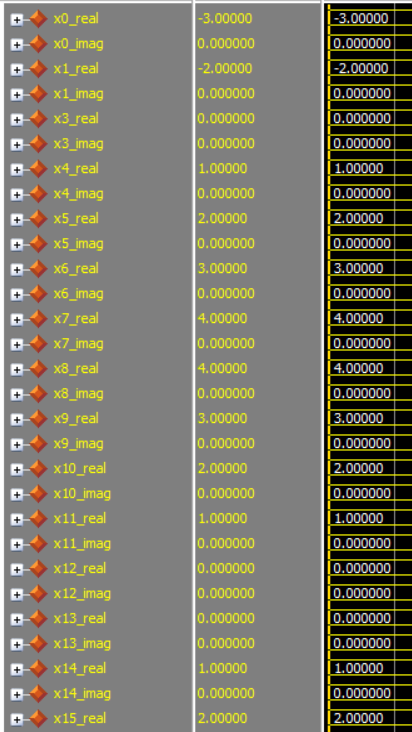 x0_real -3.00000 -3.00000
x0_imag 0.000000 0.000000
x1_real -2.00000 -2.00000
x1_imag 0.000000 0.000000
x3_real 0.000000 0.000000
x3_imag 0.000000 0.000000
x4_real 1.00000 1.00000
x4_imag 0.000000 0.000000
x5_real 2.00000 2.00000
x5_imag 0.000000 0.000000
x6_real 3.00000 3.00000
x6_imag 0.000000 0.000000
x7_real 4.00000 4.00000
x7_imag 0.000000 0.000000
x8_real 4.00000 4.00000
x8_imag 0.000000 0.000000
x9_real 3.00000 3.00000
x9_imag 0.000000 0.000000
x10_real 2.00000 2.00000
x10_imag 0.000000 0.000000
x11_real 1.00000 1.00000
x11_imag 0.000000 0.000000
x12_real 0.000000 0.000000
x12_imag 0.000000 0.000000
x13_real 0.000000 0.000000
x13_imag 0.000000 0.000000
x14_real 1.00000 1.00000
x14_imag 0.000000 0.000000
x15_real 2.00000 2.00000